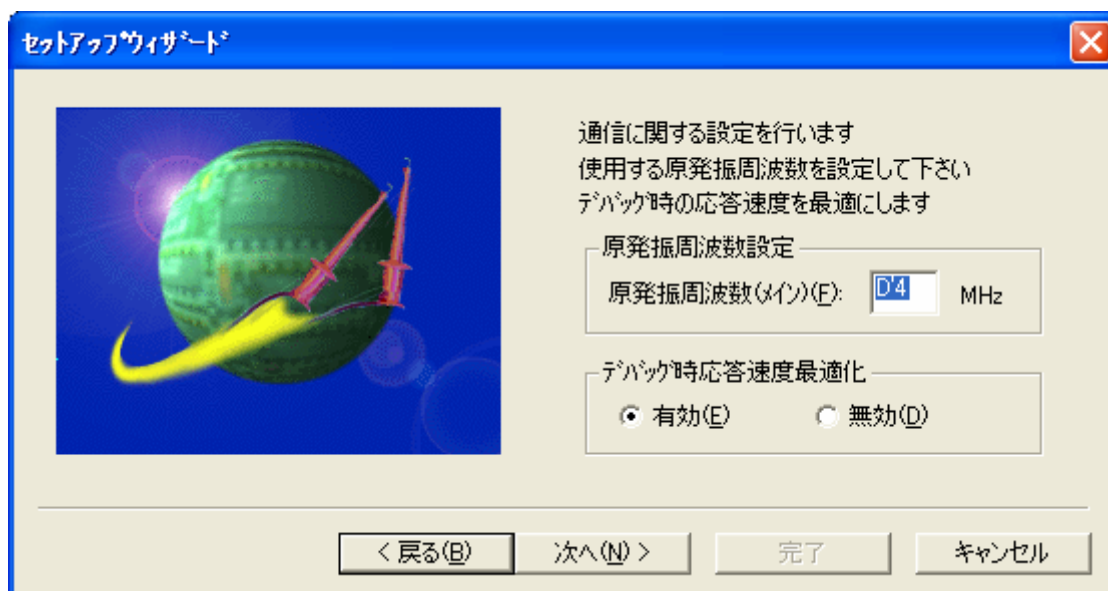 ｾｯﾄｱｯﾌﾟｳｨｻﾞｰﾄﾞ
通信に関する設定を行います
使用する原発振周波数を設定して下さい
ﾃﾞﾊﾞｯｸﾞ時の応答速度を最適にします
原発振周波数設定
原発振周波数(ﾒｲﾝ)(F): D'4 MHz
ﾃﾞﾊﾞｯｸﾞ時応答速度最適化
有効(E) 無効(D)
< 戻る(B) 次へ(N) > 完了 キャンセル